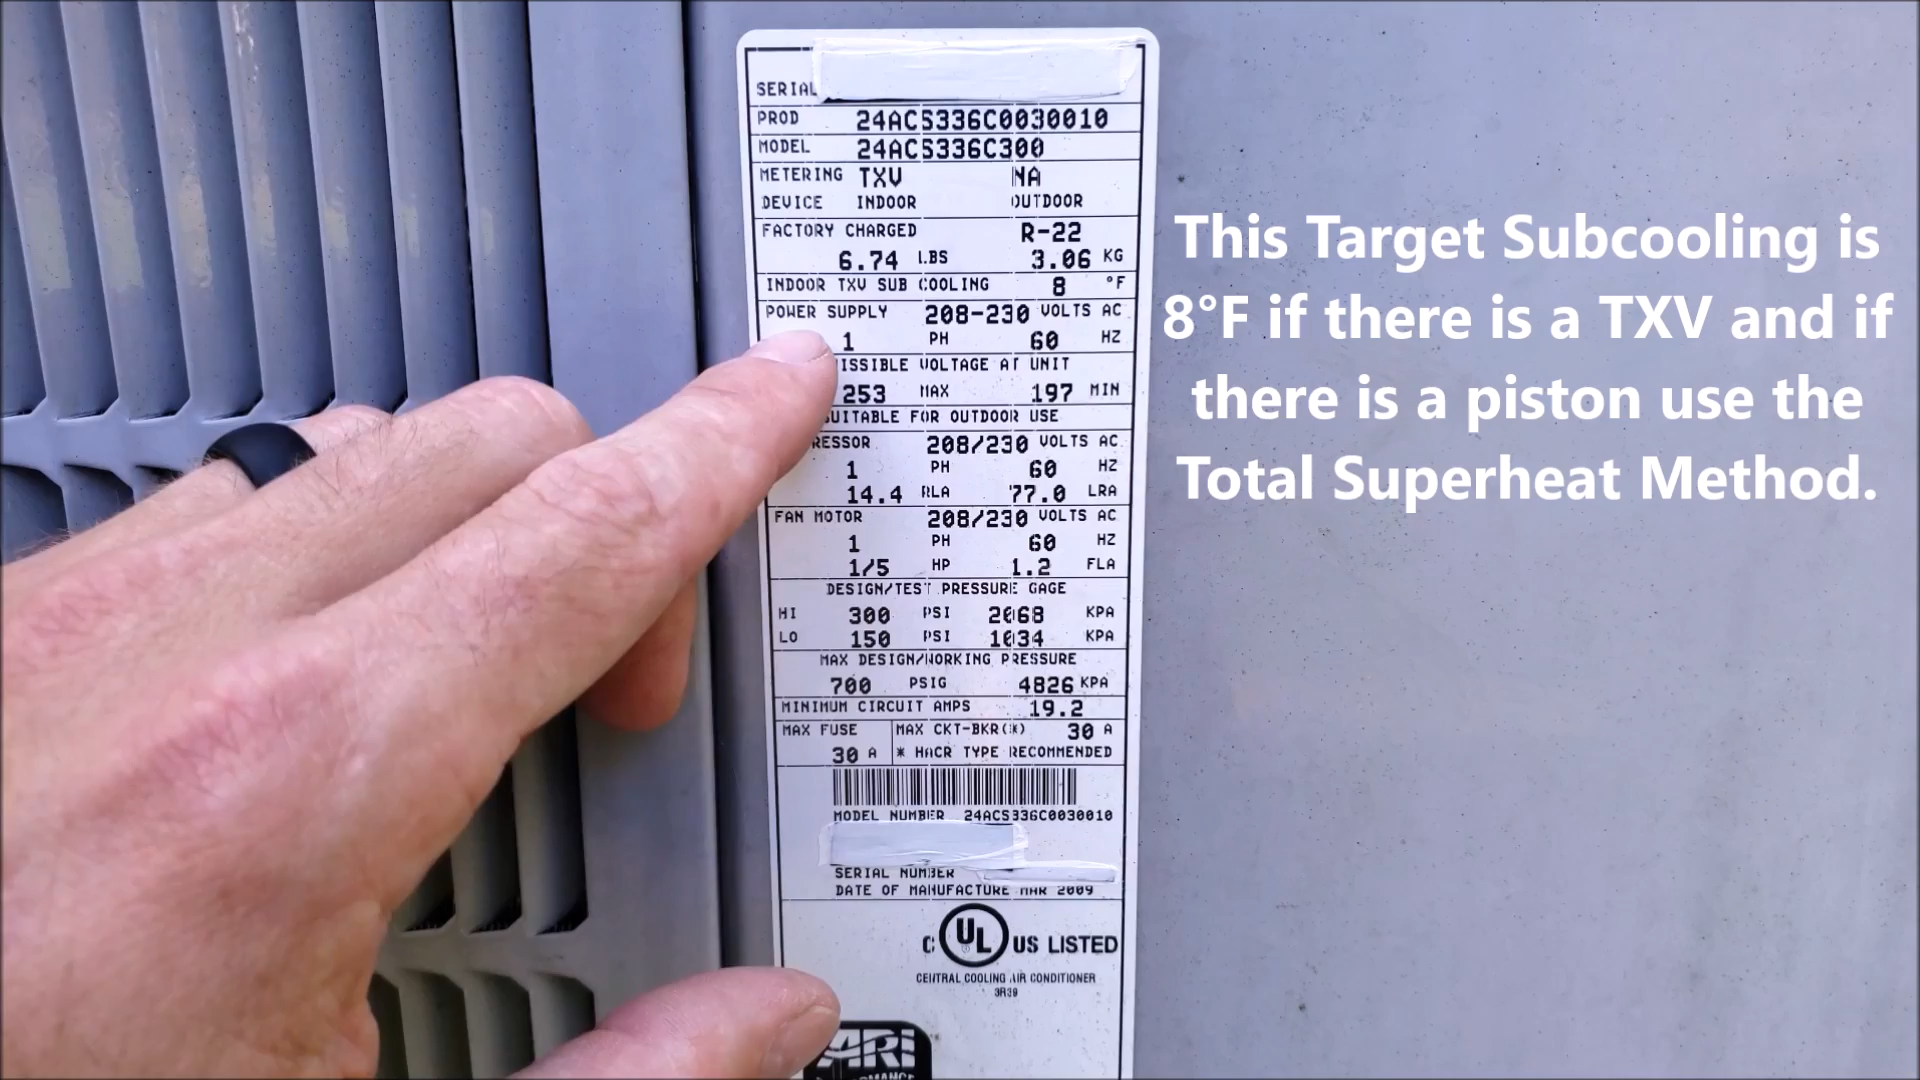 SERIAL
PROD 24ACS336C0030010
MODEL 24ACS336C300
METERING TXV NA
DEVICE INDOOR OUTDOOR
FACTORY CHARGED R-22
6.74 LBS 3.06 KG
INDOOR TXV SUB COOLING 8 °F
POWER SUPPLY 208-230 VOLTS AC
1 PH 60 HZ
ISSIBLE VOLTAGE AT UNIT
253 MAX 197 MIN
SUITABLE FOR OUTDOOR USE
RESSOR 208/230 VOLTS AC
1 PH 60 HZ
14.4 RLA 77.0 LRA
FAN MOTOR 208/230 VOLTS AC
1 PH 60 HZ
1/5 HP 1.2 FLA
DESIGN/TEST PRESSURE GAGE
HI 300 PSI 2068 KPA
LO 150 PSI 1034 KPA
MAX DESIGN/WORKING PRESSURE
700 PSIG 4826 KPA
MINIMUM CIRCUIT AMPS 19.2
MAX FUSE MAX CKT-BKR(*) 30 A
30 A * HACR TYPE RECOMMENDED
MODEL NUMBER 24ACS336C0030010
SERIAL NUMBER
DATE OF MANUFACTURE MAR 2009
C UL US LISTED
CENTRAL COOLING AIR CONDITIONER
3R39
ARI
This Target Subcooling is
8°F if there is a TXV and if
there is a piston use the
Total Superheat Method.